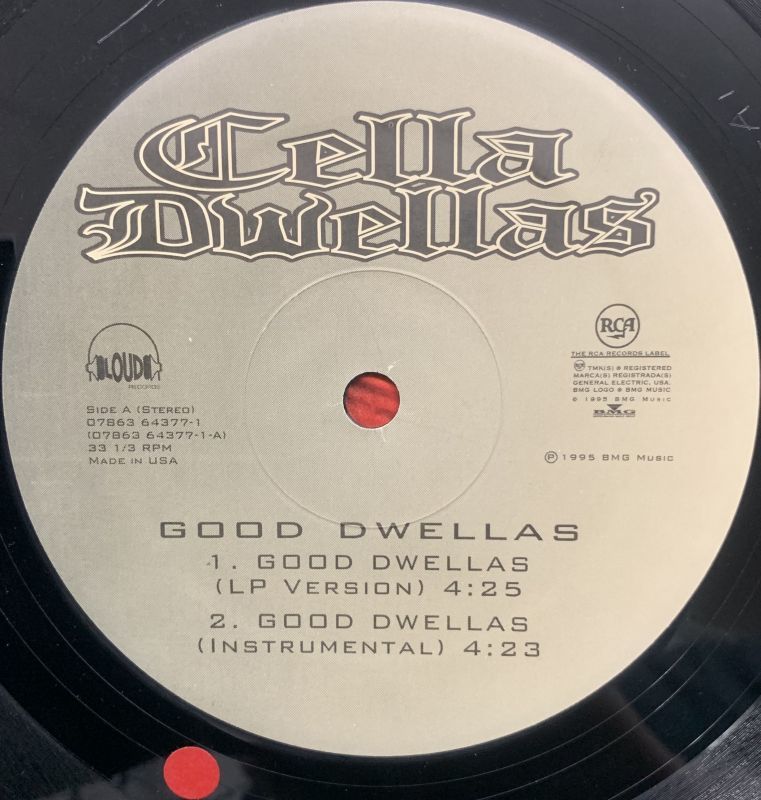 Cella
Dwellas
LOUD
RECORDS
Side A (Stereo)
07863 64377-1
(07863 64377-1-A)
33 1/3 RPM
Made in USA
RCA
THE RCA RECORDS LABEL
TMK(S) ® REGISTERED
MARCA(S) REGISTRADA(S)
GENERAL ELECTRIC, USA.
BMG LOGO ® BMG MUSIC
© 1995 BMG Music
BMG
℗ 1995 BMG Music
GOOD DWELLAS
1. GOOD DWELLAS
(LP Version) 4:25
2. GOOD DWELLAS
(Instrumental) 4:23